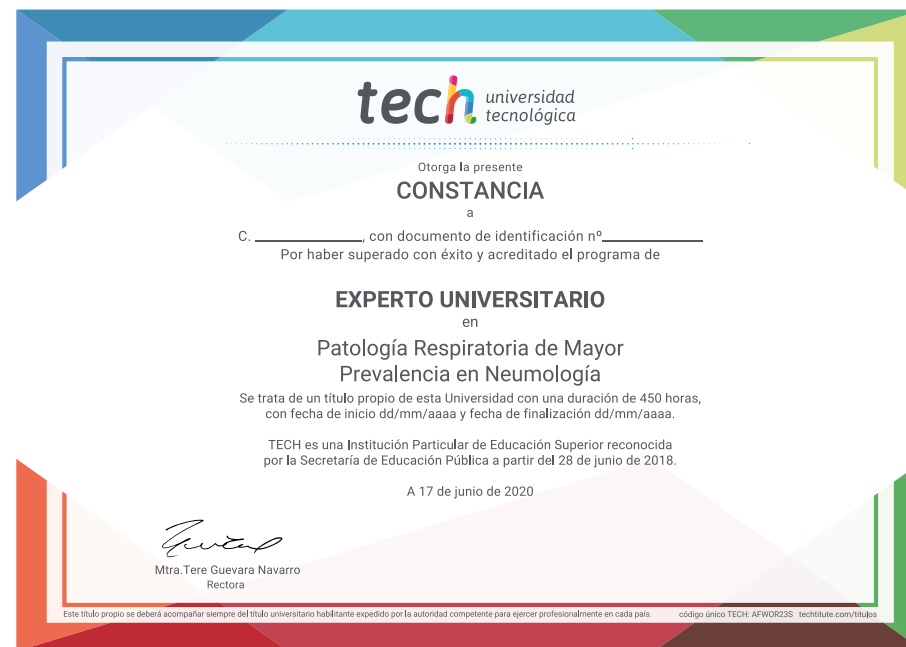 tech universidad
tecnológica
Otorga la presente
CONSTANCIA
a
C. ______________, con documento de identificación nº______________
Por haber superado con éxito y acreditado el programa de
EXPERTO UNIVERSITARIO
en
Patología Respiratoria de Mayor
Prevalencia en Neumología
Se trata de un título propio de esta Universidad con una duración de 450 horas,
con fecha de inicio dd/mm/aaaa y fecha de finalización dd/mm/aaaa.
TECH es una Institución Particular de Educación Superior reconocida
por la Secretaría de Educación Pública a partir del 28 de junio de 2018.
A 17 de junio de 2020
Mtra.Tere Guevara Navarro
Rectora
Este título propio se deberá acompañar siempre del título universitario habilitante expedido por la autoridad competente para ejercer profesionalmente en cada país. código único TECH: AFWOR23S techtitute.com/títulos